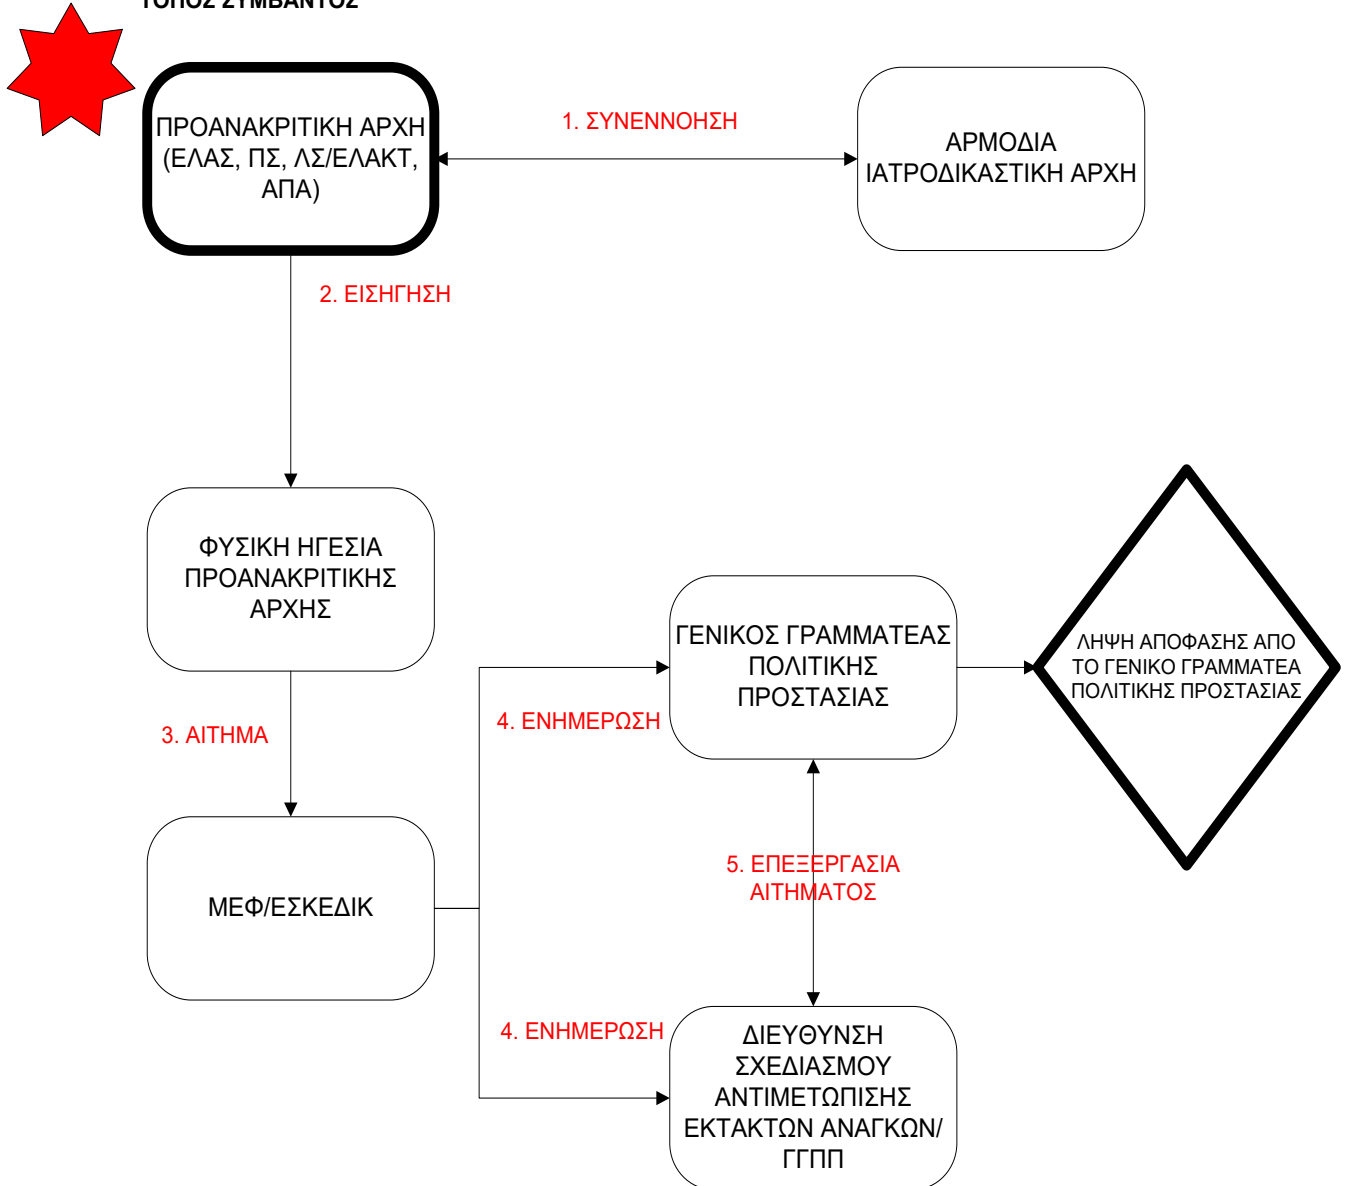 ΤΟΠΟΣ ΣΥΜΒΑΝΤΟΣ
ΠΡΟΑΝΑΚΡΙΤΙΚΗ ΑΡΧΗ
(ΕΛΑΣ, ΠΣ, ΛΣ/ΕΛΑΚΤ,
ΑΠΑ)
1. ΣΥΝΕΝΝΟΗΣΗ
ΑΡΜΟΔΙΑ
ΙΑΤΡΟΔΙΚΑΣΤΙΚΗ ΑΡΧΗ
2. ΕΙΣΗΓΗΣΗ
ΦΥΣΙΚΗ ΗΓΕΣΙΑ
ΠΡΟΑΝΑΚΡΙΤΙΚΗΣ
ΑΡΧΗΣ
3. ΑΙΤΗΜΑ
ΜΕΦ/ΕΣΚΕΔΙΚ
4. ΕΝΗΜΕΡΩΣΗ
ΓΕΝΙΚΟΣ ΓΡΑΜΜΑΤΕΑΣ
ΠΟΛΙΤΙΚΗΣ
ΠΡΟΣΤΑΣΙΑΣ
ΛΗΨΗ ΑΠΟΦΑΣΗΣ ΑΠΟ
ΤΟ ΓΕΝΙΚΟ ΓΡΑΜΜΑΤΕΑ
ΠΟΛΙΤΙΚΗΣ ΠΡΟΣΤΑΣΙΑΣ
5. ΕΠΕΞΕΡΓΑΣΙΑ
ΑΙΤΗΜΑΤΟΣ
4. ΕΝΗΜΕΡΩΣΗ
ΔΙΕΥΘΥΝΣΗ
ΣΧΕΔΙΑΣΜΟΥ
ΑΝΤΙΜΕΤΩΠΙΣΗΣ
ΕΚΤΑΚΤΩΝ ΑΝΑΓΚΩΝ/
ΓΓΠΠ